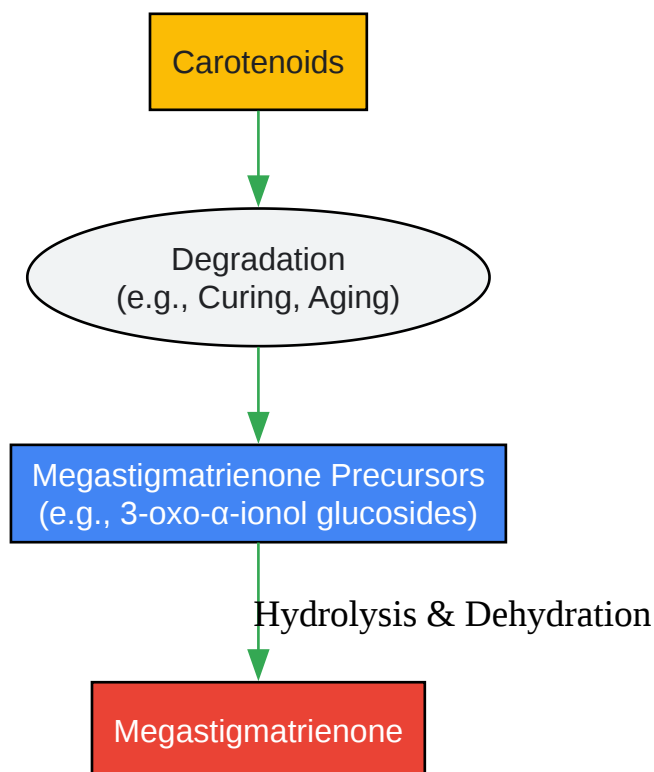 Carotenoids
Degradation
(e.g., Curing, Aging)
Megastigmatrienone Precursors
(e.g., 3-oxo-α-ionol glucosides)
Hydrolysis & Dehydration
Megastigmatrienone